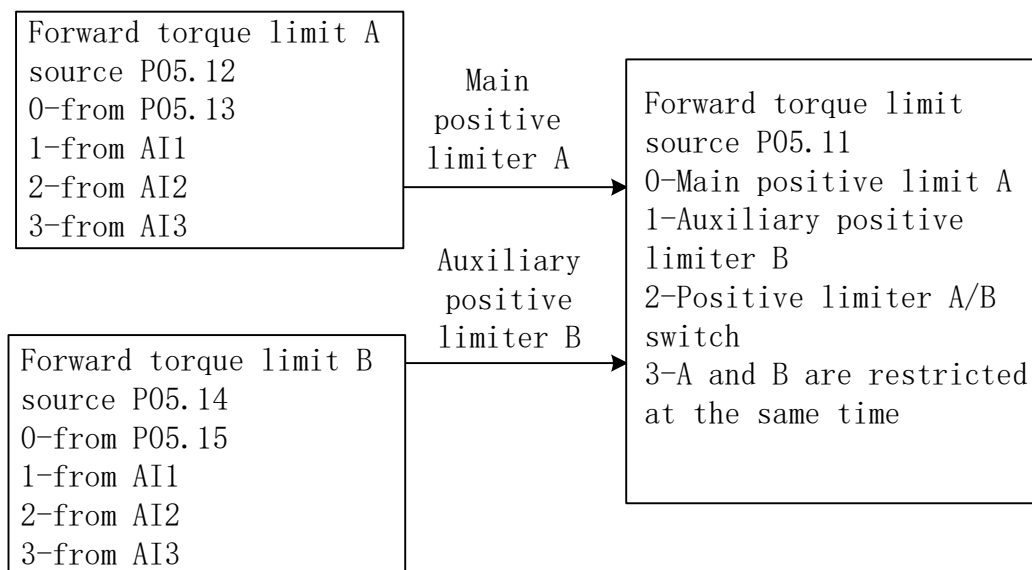 Forward torque limit A
source P05.12
0-from P05.13
1-from AI1
2-from AI2
3-from AI3
Main
positive
limiter A
Auxiliary
positive
limiter B
Forward torque limit B
source P05.14
0-from P05.15
1-from AI1
2-from AI2
3-from AI3
Forward torque limit
source P05.11
0-Main positive limit A
1-Auxiliary positive
limiter B
2-Positive limiter A/B
switch
3-A and B are restricted
at the same time